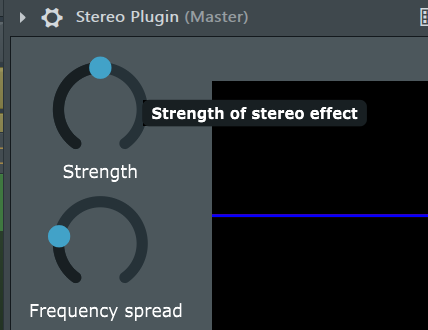 Stereo Plugin (Master)
Strength of stereo effect
Strength
Frequency spread